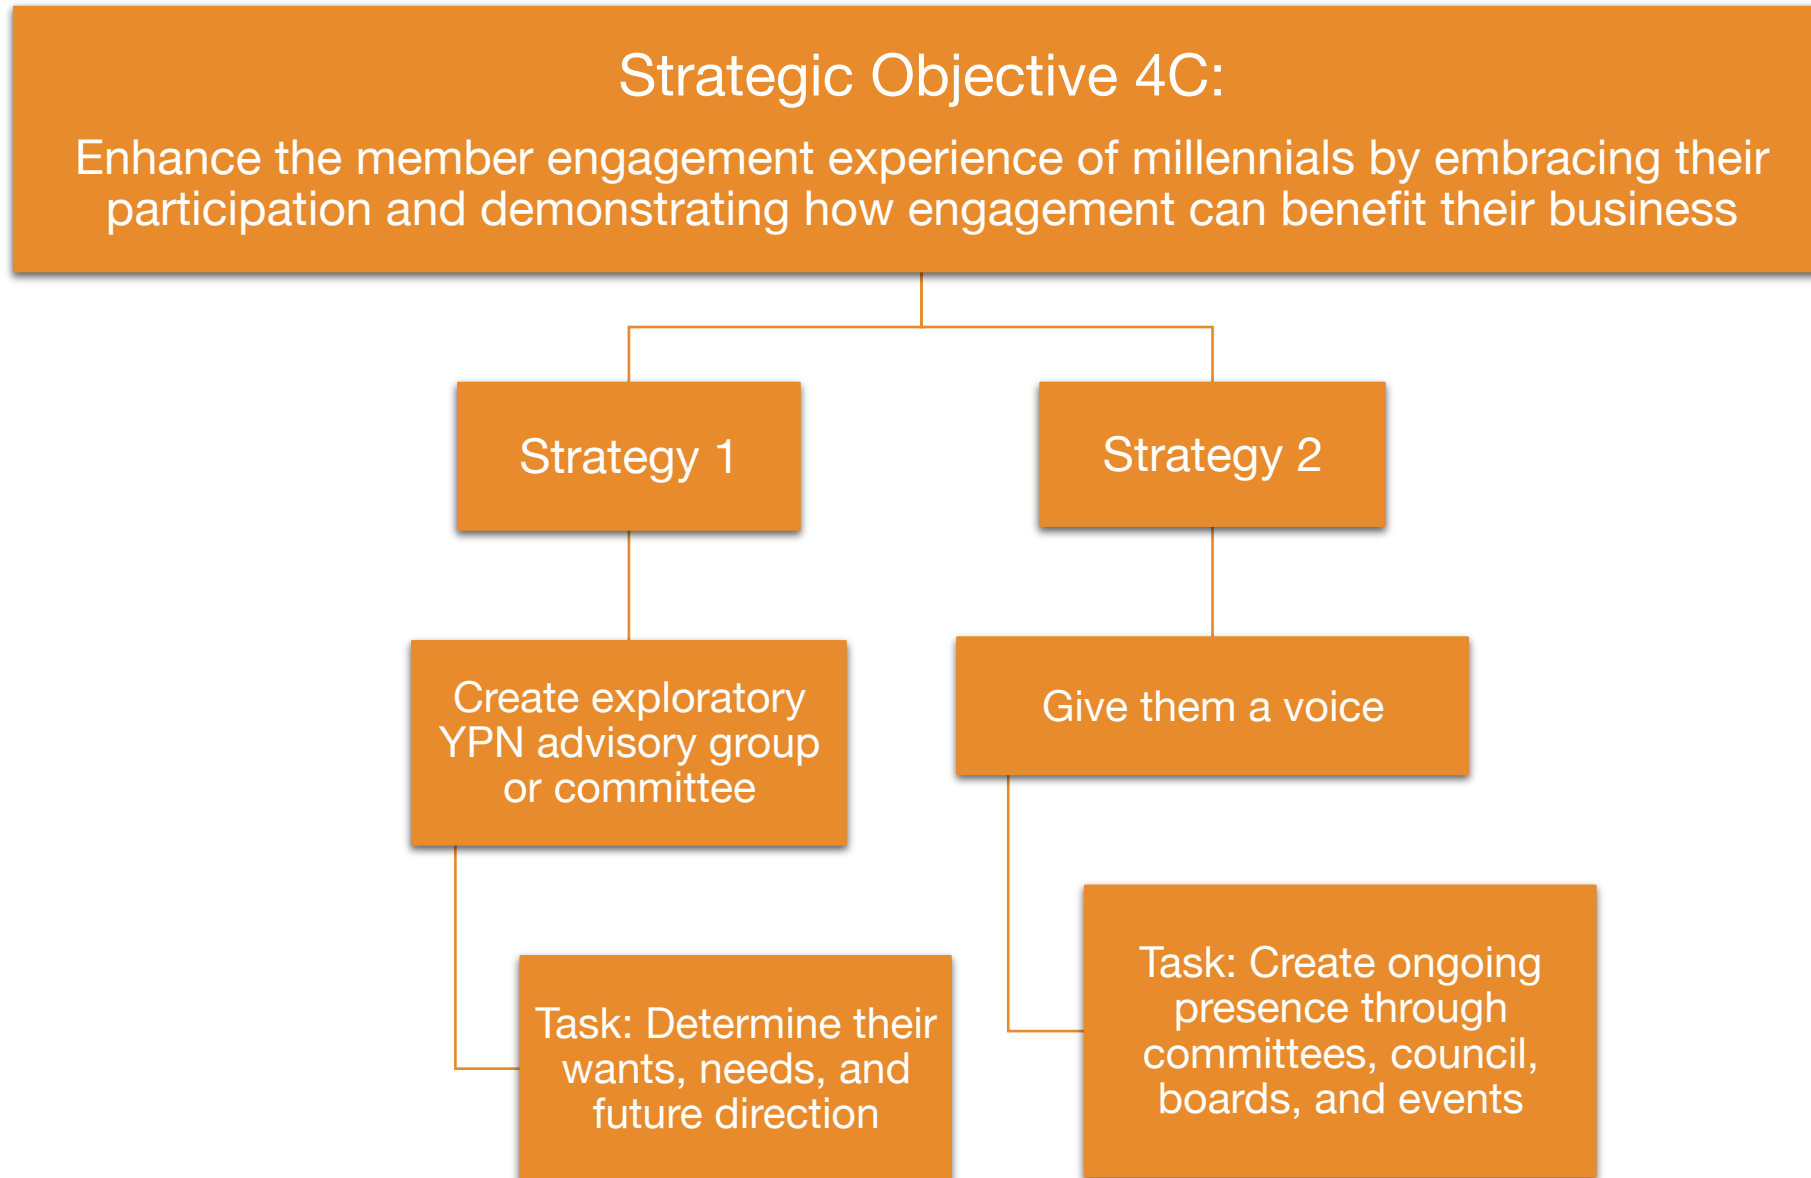 Strategic Objective 4C:
Enhance the member engagement experience of millennials by embracing their
participation and demonstrating how engagement can benefit their business
Strategy 1
Strategy 2
Create exploratory
YPN advisory group
or committee
Give them a voice
Task: Determine their
wants, needs, and
future direction
Task: Create ongoing
presence through
committees, council,
boards, and events